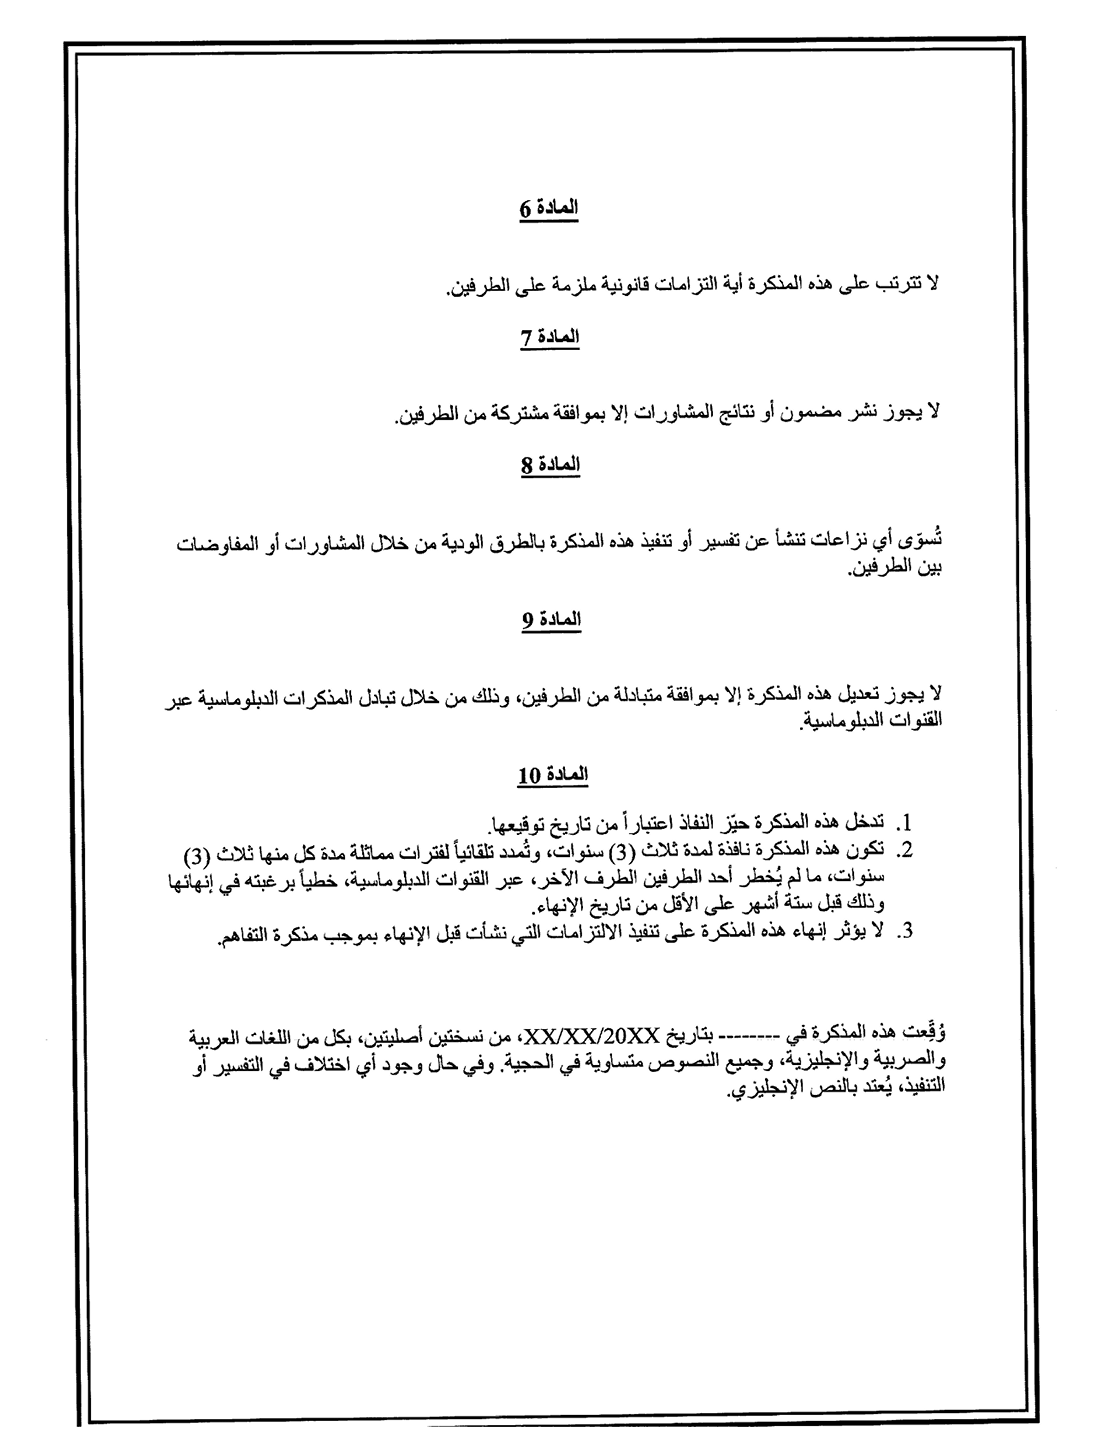 المادة 6
لا تترتب على هذه المذكرة أية التزامات قانونية ملزمة على الطرفين.
المادة 7
لا يجوز نشر مضمون أو نتائج المشاورات إلا بموافقة مشتركة من الطرفين.
المادة 8
تُسوّى أي نزاعات تنشأ عن تفسير أو تنفيذ هذه المذكرة بالطرق الودية من خلال المشاورات أو المفاوضات
بين الطرفين.
المادة 9
لا يجوز تعديل هذه المذكرة إلا بموافقة متبادلة من الطرفين، وذلك من خلال تبادل المذكرات الدبلوماسية عبر
القنوات الدبلوماسية.
المادة 10
1. تدخل هذه المذكرة حيّز النفاذ اعتباراً من تاريخ توقيعها.
2. تكون هذه المذكرة نافذة لمدة ثلاث (3) سنوات، وتُمدد تلقائياً لفترات مماثلة مدة كل منها ثلاث (3)
سنوات، ما لم يُخطر أحد الطرفين الطرف الآخر، عبر القنوات الدبلوماسية، خطياً برغبته في إنهائها
وذلك قبل ستة أشهر على الأقل من تاريخ الإنهاء.
3. لا يؤثر إنهاء هذه المذكرة على تنفيذ الالتزامات التي نشأت قبل الإنهاء بموجب مذكرة التفاهم.
وُقِّعت هذه المذكرة في -------- بتاريخ XX/XX/20XX، من نسختين أصليتين، بكل من اللغات العربية
والصربية والإنجليزية، وجميع النصوص متساوية في الحجية. وفي حال وجود أي اختلاف في التفسير أو
التنفيذ، يُعتد بالنص الإنجليزي.